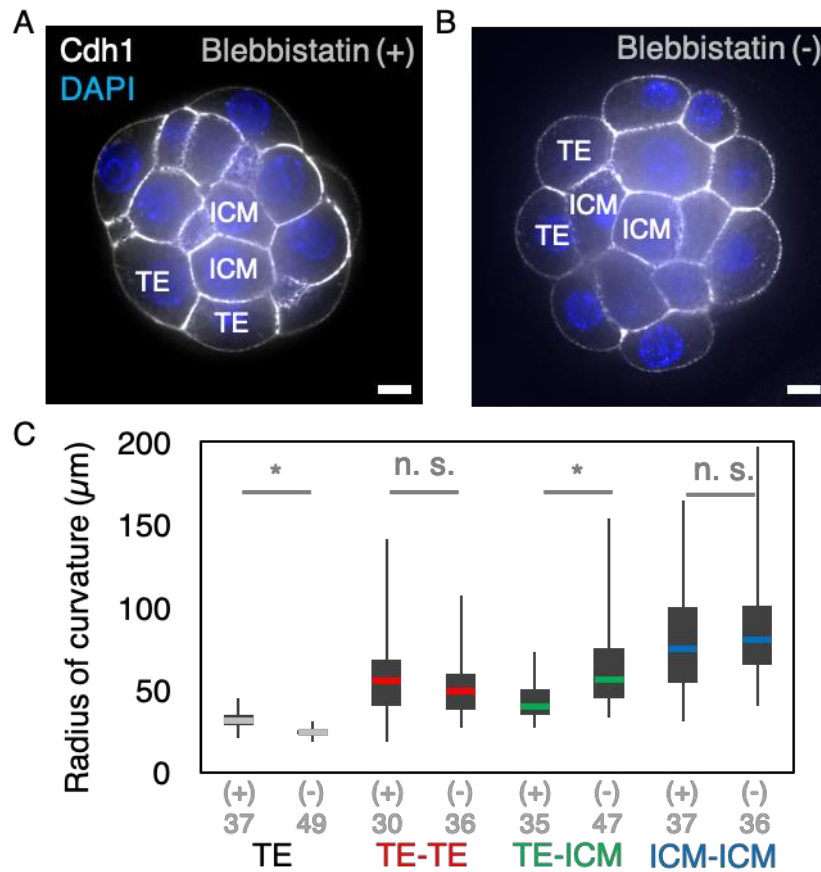 A
Cdh1
DAPI
Blebbistatin (+)
ICM
ICM
TE
TE
B
Blebbistatin (-)
TE
ICM
TE
ICM
C
Radius of curvature (µm)
200
150
100
50
0
* n. s. * n. s.
(+) (-) (+) (-) (+) (-) (+) (-)
37 49 30 36 35 47 37 36
TE TE-TE TE-ICM ICM-ICM